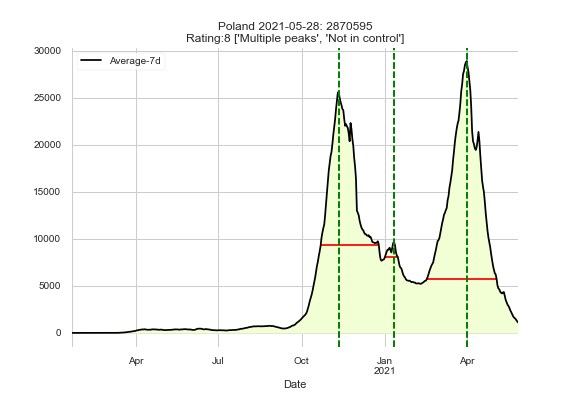 Poland 2021-05-28: 2870595
Rating:8 ['Multiple peaks', 'Not in control']
Average-7d
30000
25000
20000
15000
10000
5000
0
Apr
Jul
Oct
Jan
2021
Apr
Date